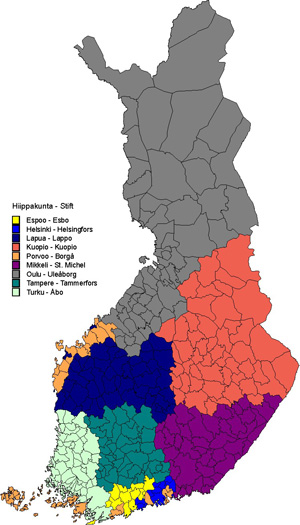 Hiippakunta - Stift
Espoo - Esbo
Helsinki - Helsingfors
Lapua - Lappo
Kuopio - Kuopio
Porvoo - Borgå
Mikkeli - St. Michel
Oulu - Uleåborg
Tampere - Tammerfors
Turku - Åbo